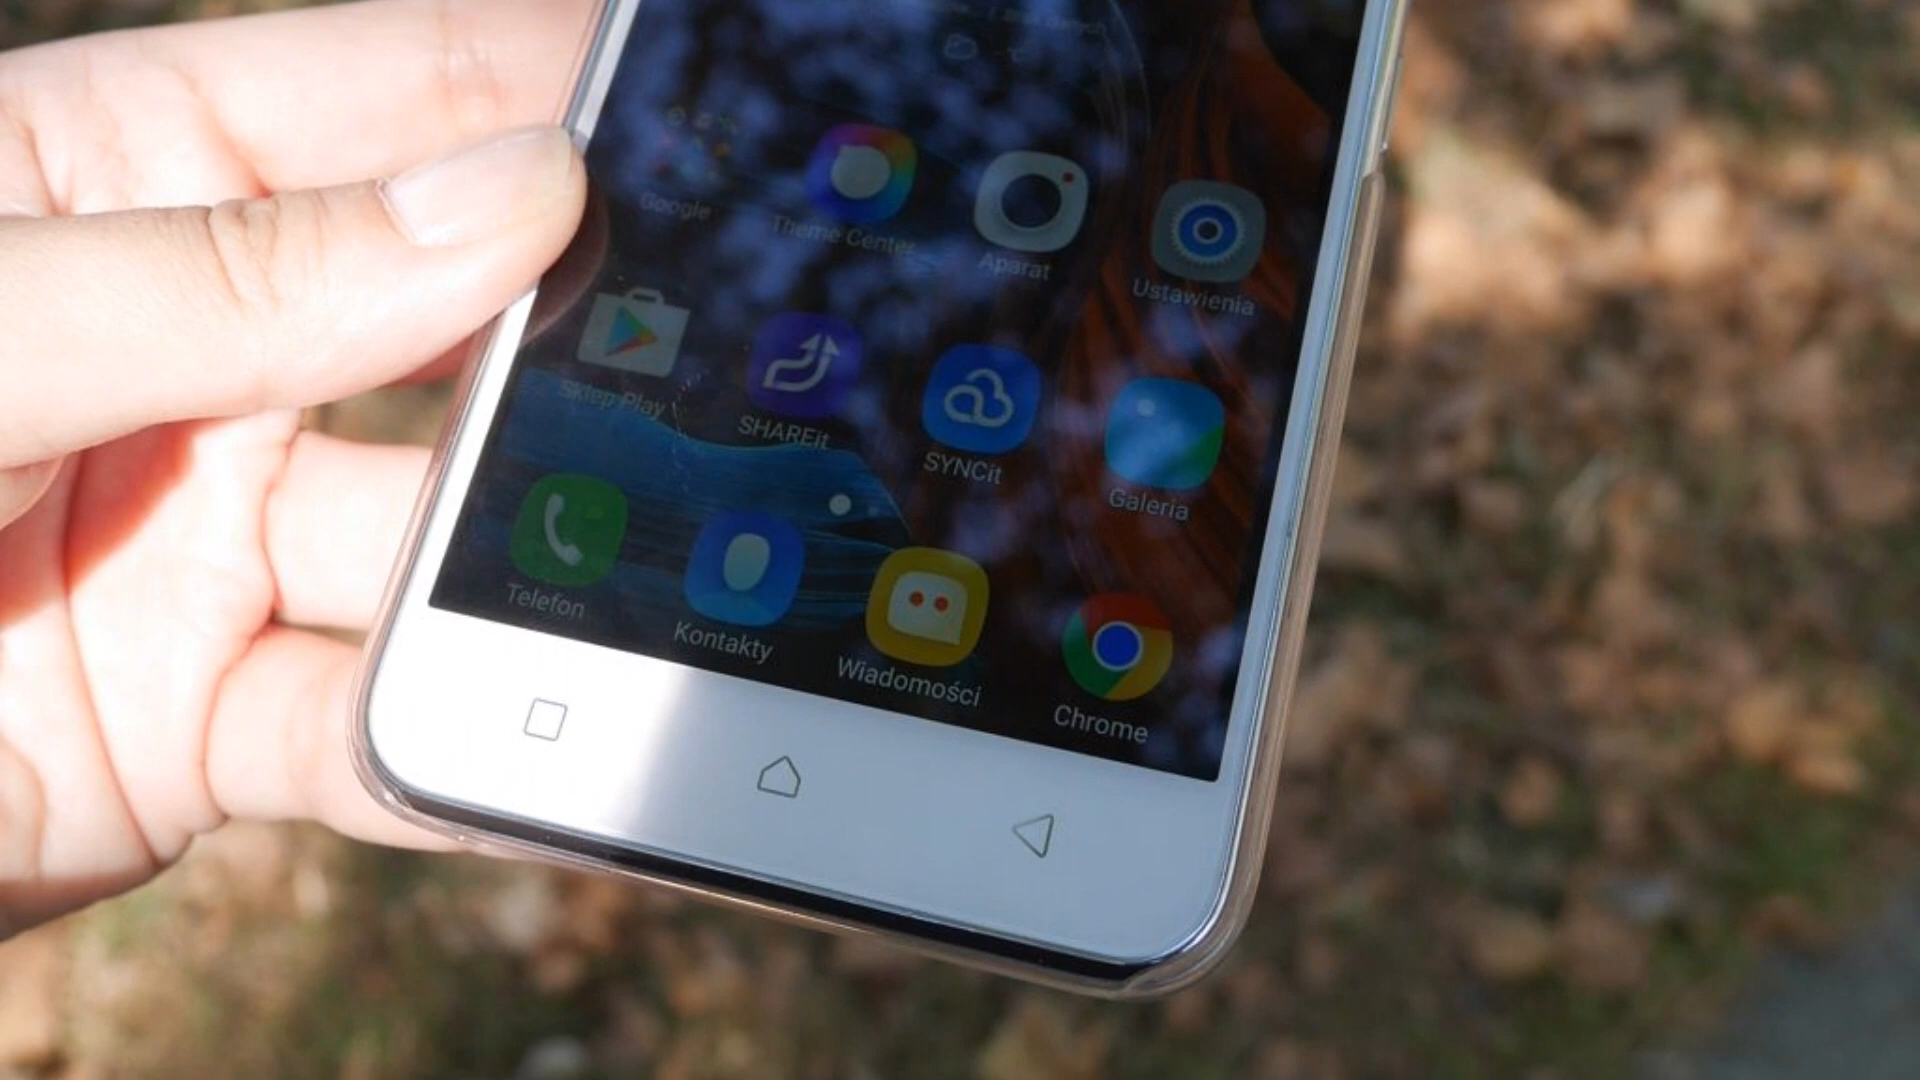 Google
Theme Center
Aparat
Ustawienia
Sklep Play
SHAREit
SYNCit
Galeria
Telefon
Kontakty
Wiadomości
Chrome